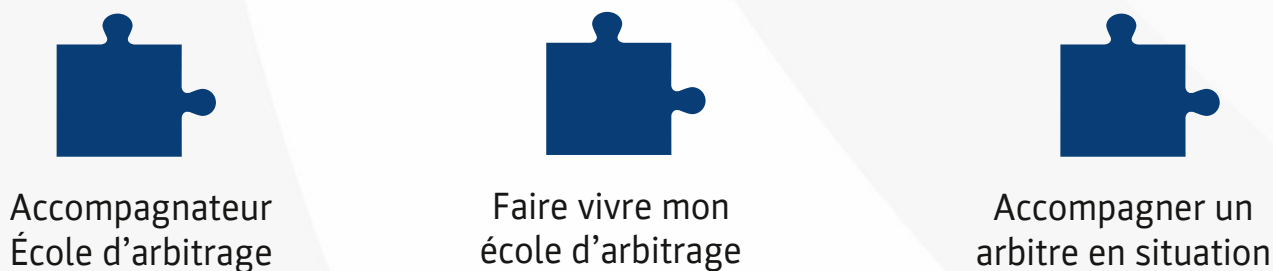 Accompagnateur
École d'arbitrage
Faire vivre mon
école d'arbitrage
Accompagner un
arbitre en situation